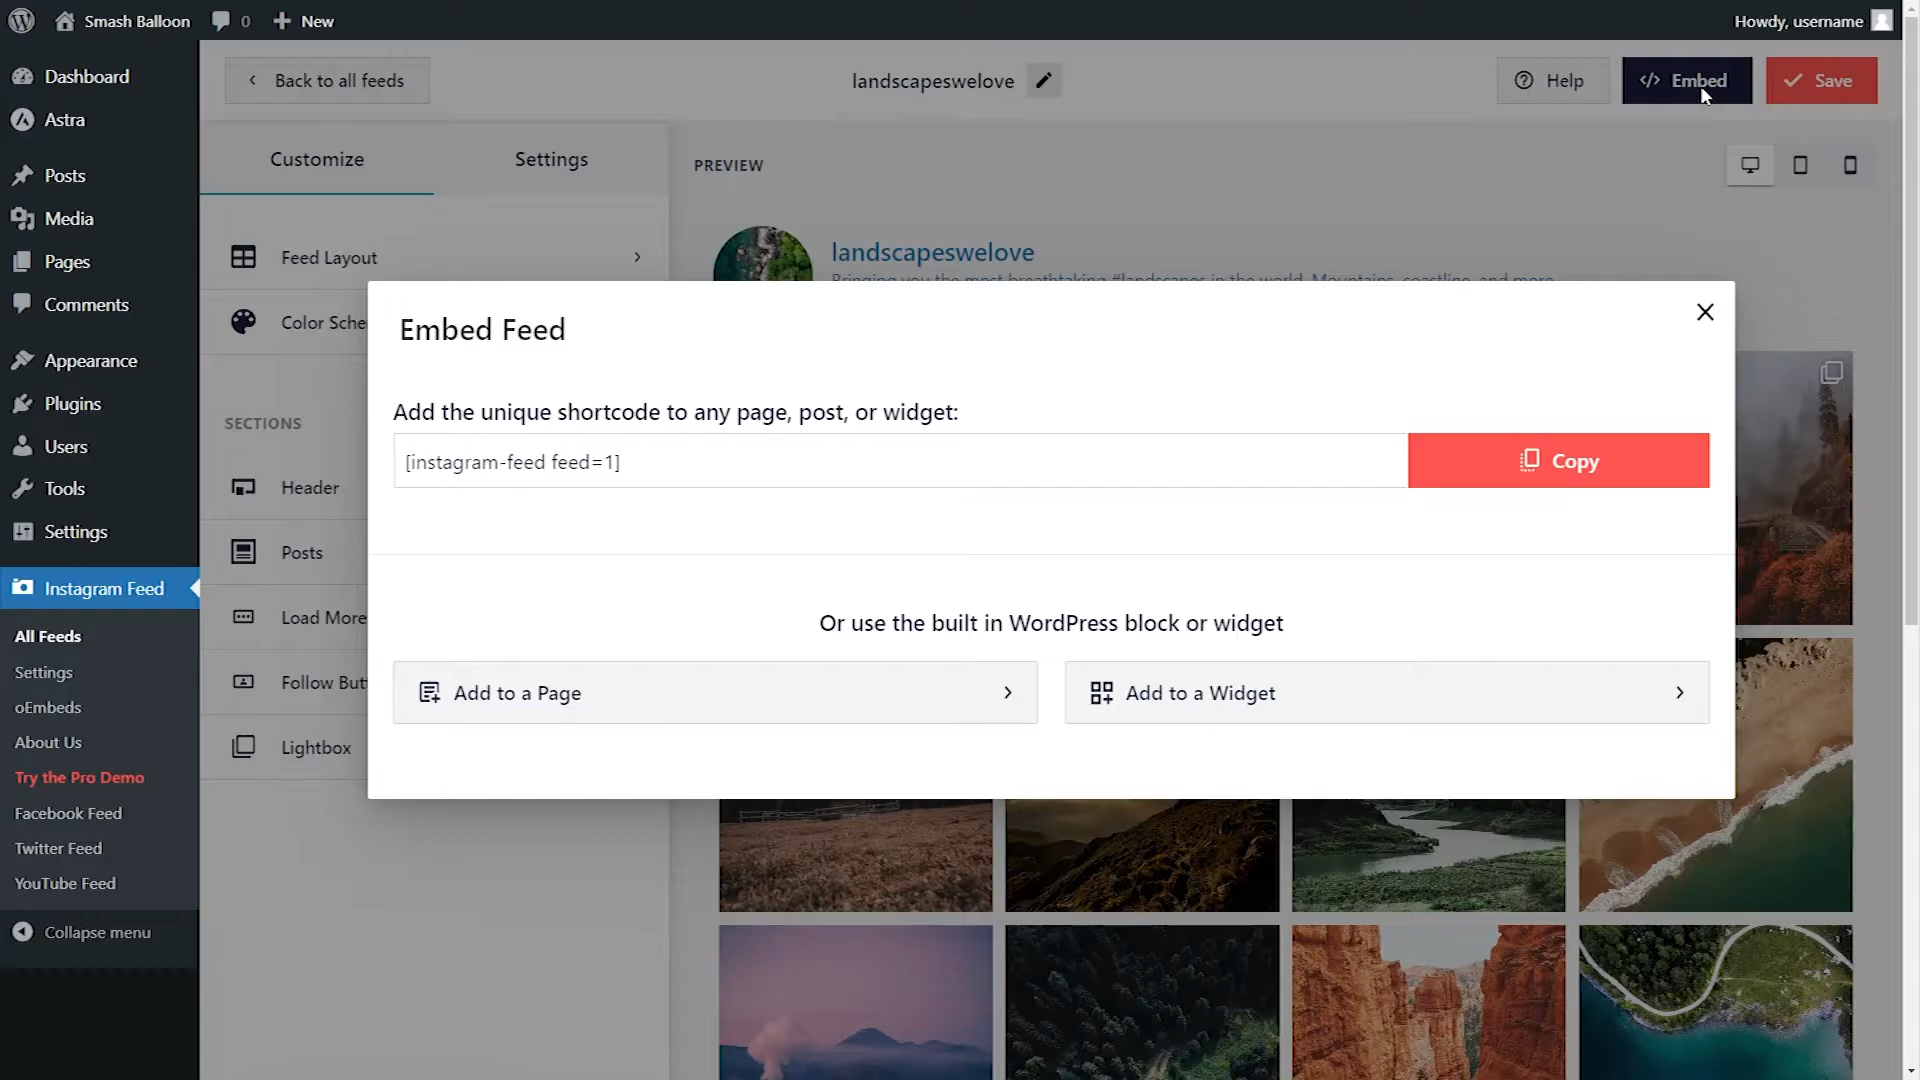 Smash Balloon
0
New
Howdy, username
Dashboard
Astra
Posts
Media
Pages
Comments
Appearance
Plugins
Users
Tools
Settings
Instagram Feed
All Feeds
Settings
oEmbeds
About Us
Try the Pro Demo
Facebook Feed
Twitter Feed
YouTube Feed
Collapse menu
Back to all feeds
landscapeswelove
Help
Embed
Save
Customize
Settings
Feed Layout
Color Sche
SECTIONS
Header
Posts
Load More
Follow But
Lightbox
PREVIEW
landscapeswelove
Bringing you the most breathtaking #landscapes in the world. Mountains, coastline, and more
Embed Feed
Add the unique shortcode to any page, post, or widget:
[instagram-feed feed=1]
Copy
Or use the built in WordPress block or widget
Add to a Page
Add to a Widget